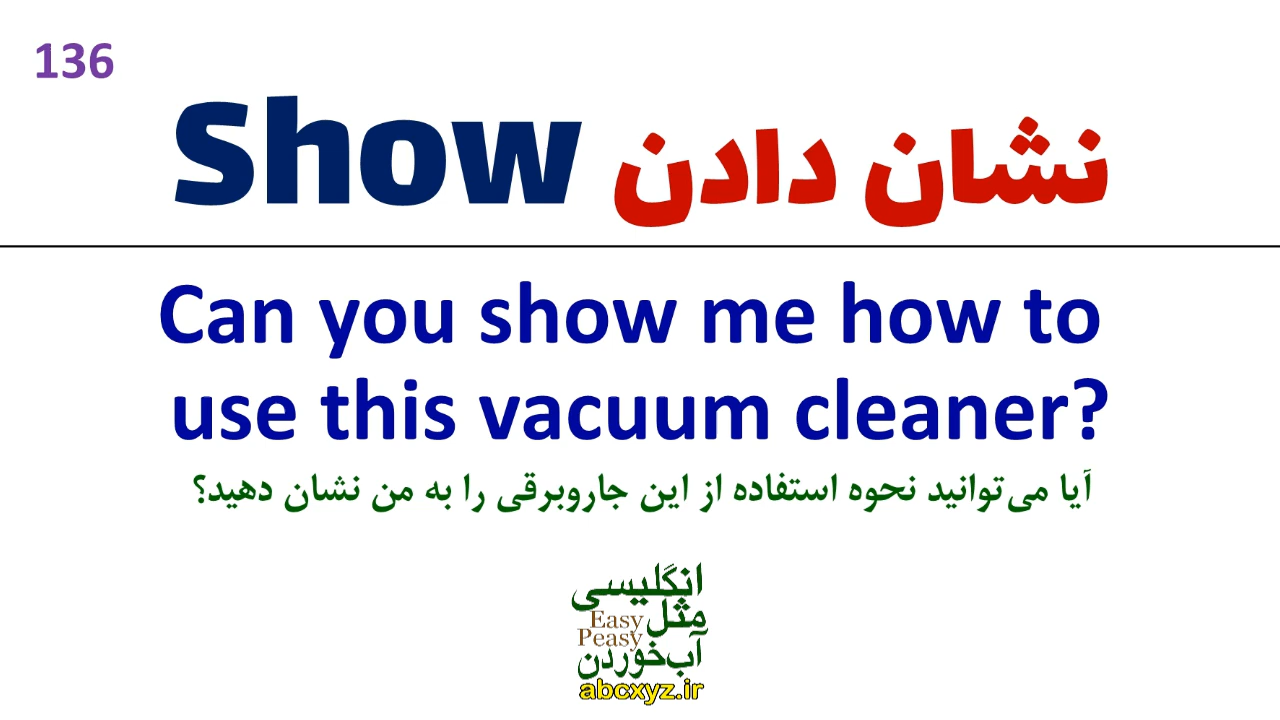 136
Show نشان دادن
Can you show me how to
use this vacuum cleaner?
آیا می‌توانید نحوه استفاده از این جاروبرقی را به من نشان دهید؟
انگلیسی
مثل
Easy
Peasy
آب‌خوردن
abcxyz.ir